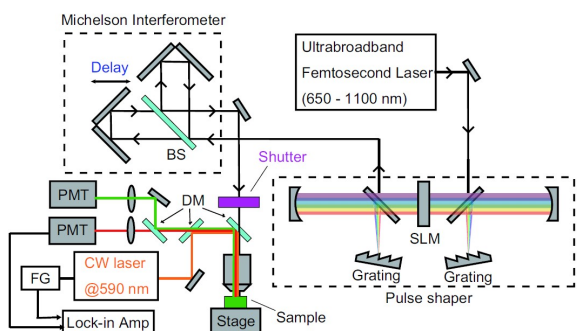 Michelson Interferometer
Delay
BS
Ultrabroadband
Femtosecond Laser
(650 - 1100 nm)
Shutter
PMT
DM
PMT
SLM
Grating
Grating
Pulse shaper
FG
CW laser
@590 nm
Sample
Stage
Lock-in Amp